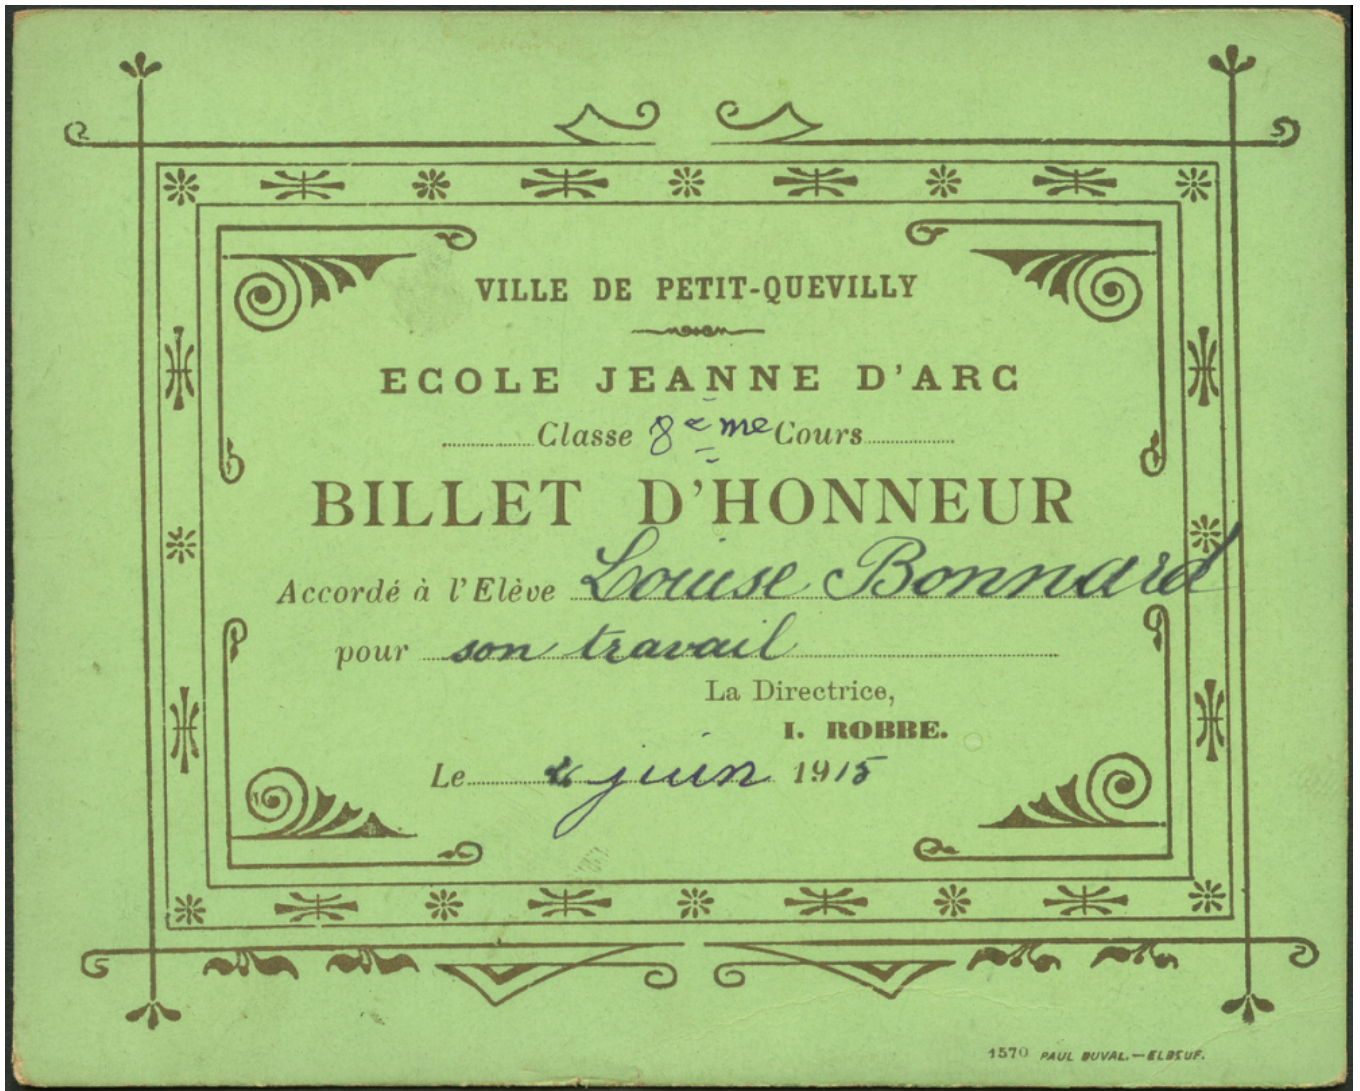 VILLE DE PETIT-QUEVILLY
ECOLE JEANNE D'ARC
Classe 8ème Cours
BILLET D'HONNEUR
Accordé à l'Elève Louise Bonnard
pour son travail
La Directrice,
I. ROBBE.
Le juin 1915
1570 PAUL DUVAL.—ELBEUF.